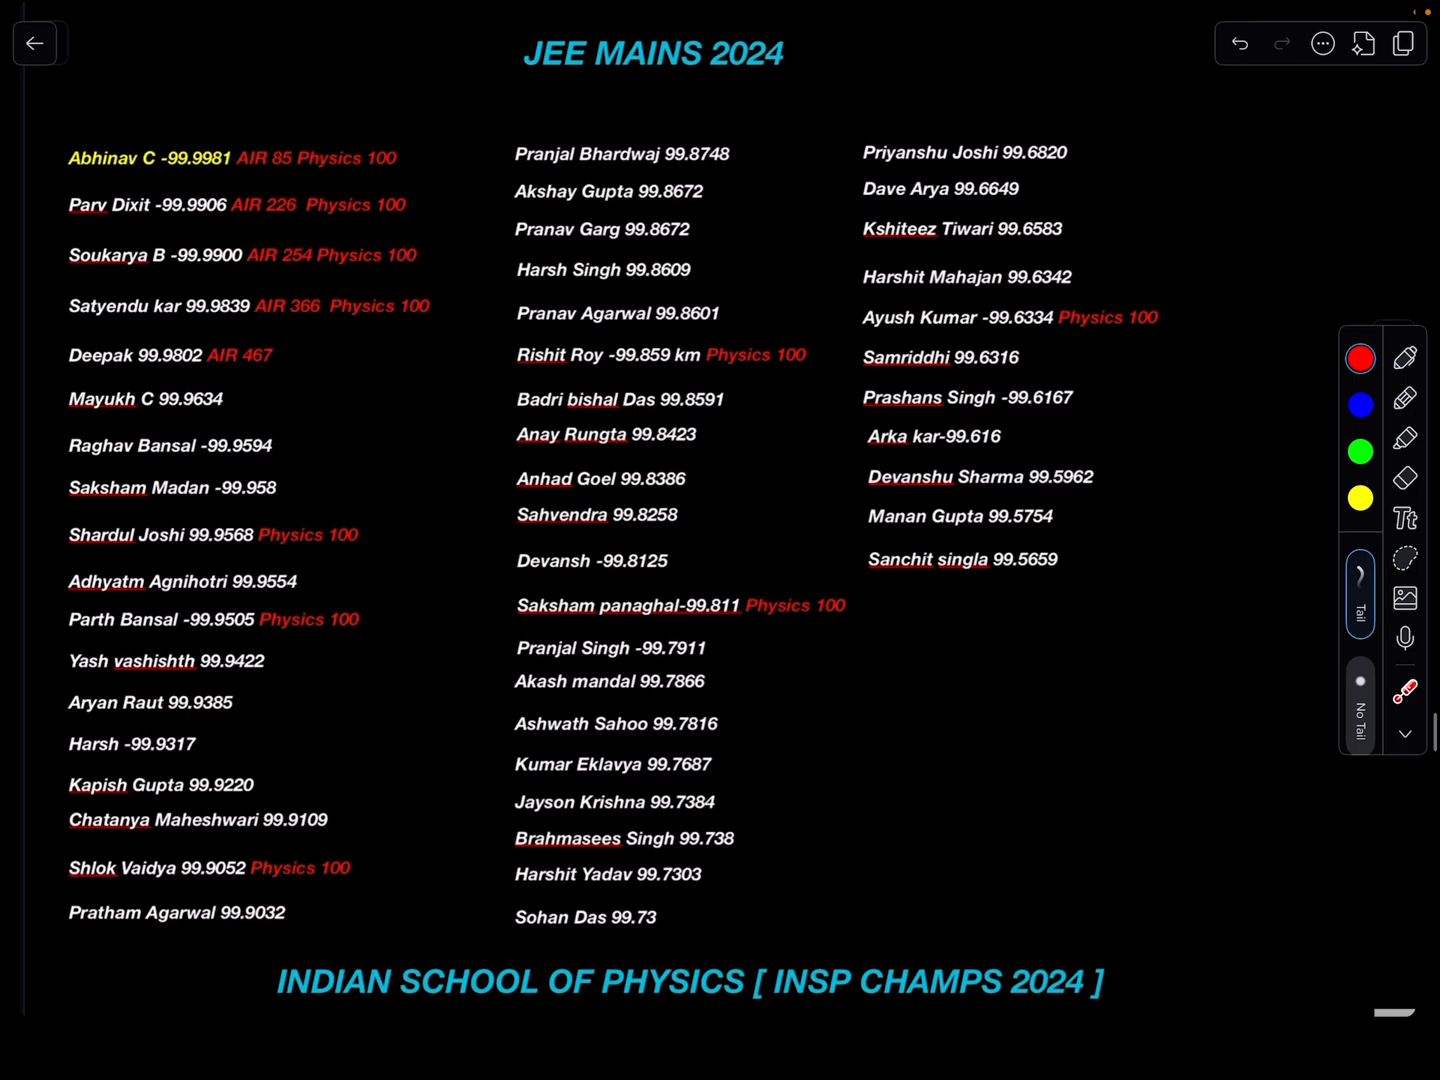 JEE MAINS 2024
Abhinav C -99.9981 AIR 85 Physics 100
Parv Dixit -99.9906 AIR 226 Physics 100
Soukarya B -99.9900 AIR 254 Physics 100
Satyendu kar 99.9839 AIR 366 Physics 100
Deepak 99.9802 AIR 467
Mayukh C 99.9634
Raghav Bansal -99.9594
Saksham Madan -99.958
Shardul Joshi 99.9568 Physics 100
Adhyatm Agnihotri 99.9554
Parth Bansal -99.9505 Physics 100
Yash vashishth 99.9422
Aryan Raut 99.9385
Harsh -99.9317
Kapish Gupta 99.9220
Chatanya Maheshwari 99.9109
Shlok Vaidya 99.9052 Physics 100
Pratham Agarwal 99.9032
Pranjal Bhardwaj 99.8748
Akshay Gupta 99.8672
Pranav Garg 99.8672
Harsh Singh 99.8609
Pranav Agarwal 99.8601
Rishit Roy -99.859 km Physics 100
Badri bishal Das 99.8591
Anay Rungta 99.8423
Anhad Goel 99.8386
Sahvendra 99.8258
Devansh -99.8125
Saksham panaghal-99.811 Physics 100
Pranjal Singh -99.7911
Akash mandal 99.7866
Ashwath Sahoo 99.7816
Kumar Eklavya 99.7687
Jayson Krishna 99.7384
Brahmasees Singh 99.738
Harshit Yadav 99.7303
Sohan Das 99.73
Priyanshu Joshi 99.6820
Dave Arya 99.6649
Kshiteez Tiwari 99.6583
Harshit Mahajan 99.6342
Ayush Kumar -99.6334 Physics 100
Samriddhi 99.6316
Prashans Singh -99.6167
Arka kar-99.616
Devanshu Sharma 99.5962
Manan Gupta 99.5754
Sanchit singla 99.5659
Tt
Tail
No Tail
INDIAN SCHOOL OF PHYSICS [ INSP CHAMPS 2024 ]